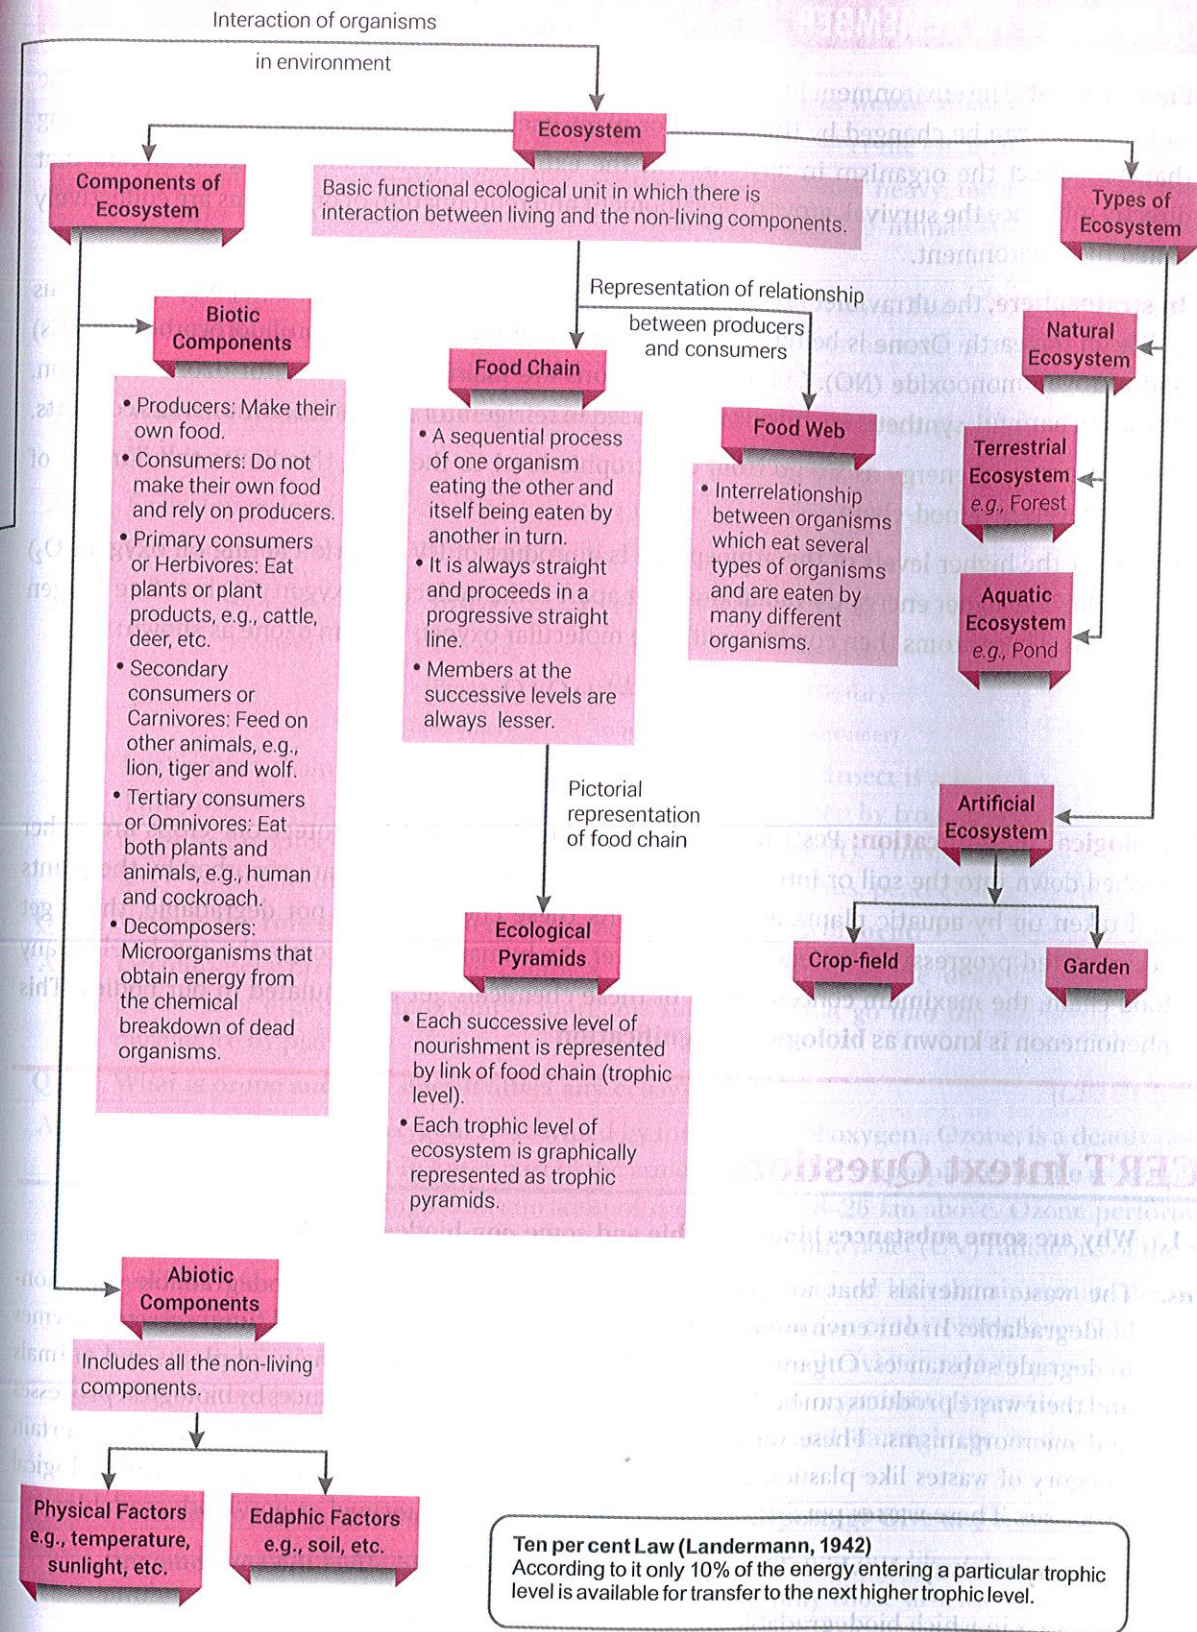 Interaction of organisms
in environment
Ecosystem
Basic functional ecological unit in which there is
interaction between living and the non-living components.
Components of
Ecosystem
Types of
Ecosystem
Biotic
Components
• Producers: Make their
own food.
• Consumers: Do not
make their own food
and rely on producers.
• Primary consumers
or Herbivores: Eat
plants or plant
products, e.g., cattle,
deer, etc.
• Secondary
consumers or
Carnivores: Feed on
other animals, e.g.,
lion, tiger and wolf.
• Tertiary consumers
or Omnivores: Eat
both plants and
animals, e.g., human
and cockroach.
• Decomposers:
Microorganisms that
obtain energy from
the chemical
breakdown of dead
organisms.
Representation of relationship
between producers
and consumers
Food Chain
• A sequential process
of one organism
eating the other and
itself being eaten by
another in turn.
• It is always straight
and proceeds in a
progressive straight
line.
• Members at the
successive levels are
always lesser.
Food Web
• Interrelationship
between organisms
which eat several
types of organisms
and are eaten by
many different
organisms.
Natural
Ecosystem
Terrestrial
Ecosystem
e.g., Forest
Aquatic
Ecosystem
e.g., Pond
Pictorial
representation
of food chain
Ecological
Pyramids
• Each successive level of
nourishment is represented
by link of food chain (trophic
level).
• Each trophic level of
ecosystem is graphically
represented as trophic
pyramids.
Artificial
Ecosystem
Crop-field
Garden
Abiotic
Components
Includes all the non-living
components.
Physical Factors
e.g., temperature,
sunlight, etc.
Edaphic Factors
e.g., soil, etc.
Ten per cent Law (Landermann, 1942)
According to it only 10% of the energy entering a particular trophic
level is available for transfer to the next higher trophic level.